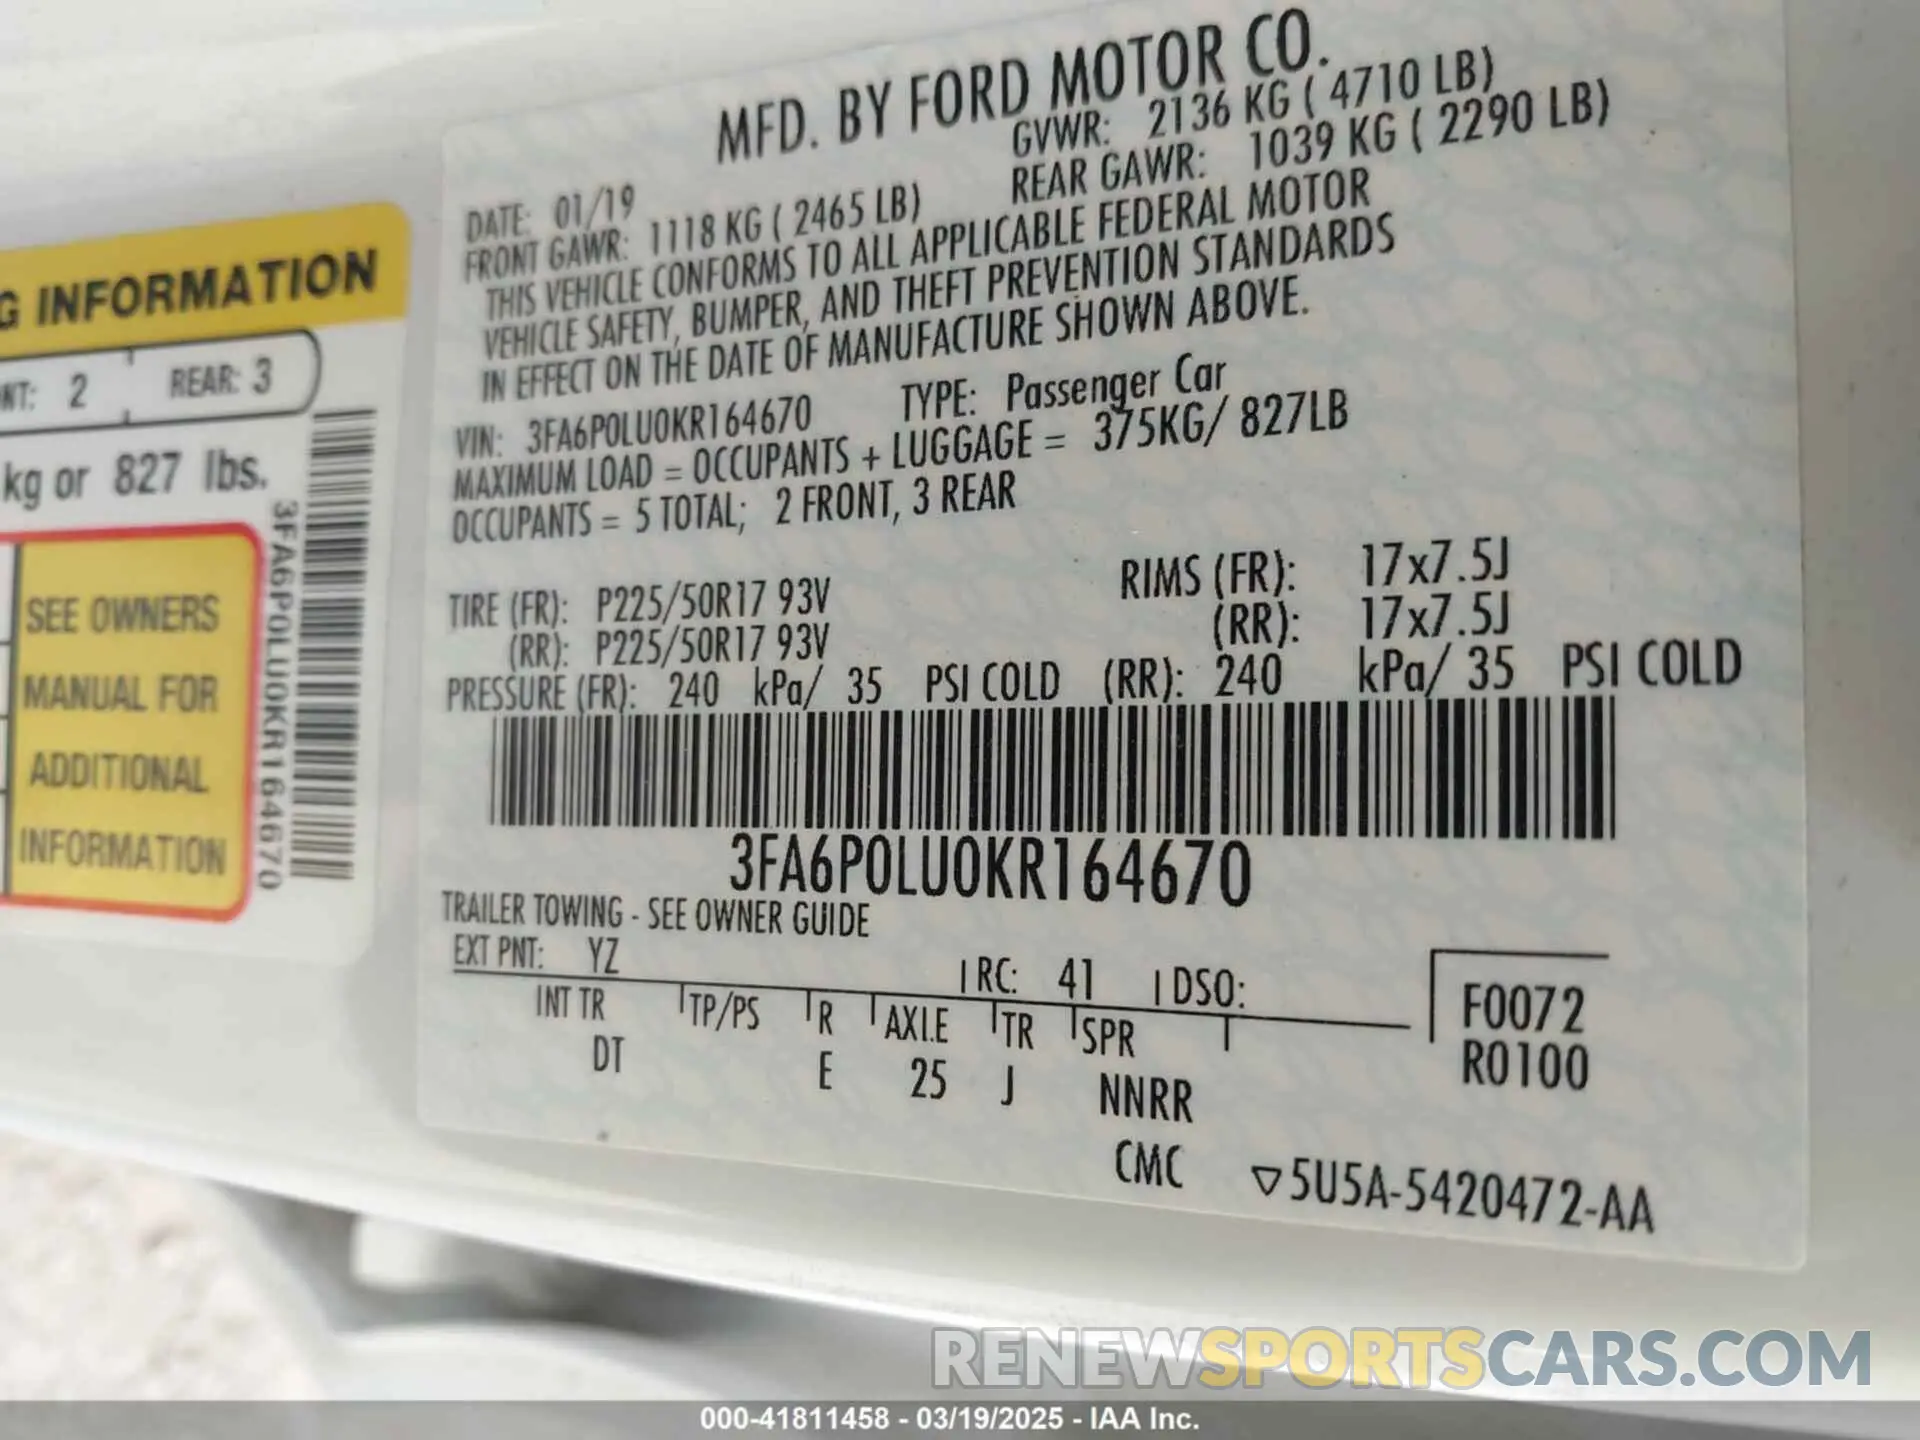 MFD. BY FORD MOTOR CO.
DATE: 01/19
GVWR: 2136 KG ( 4710 LB)
FRONT GAWR: 1118 KG ( 2465 LB)
REAR GAWR: 1039 KG ( 2290 LB)
THIS VEHICLE CONFORMS TO ALL APPLICABLE FEDERAL MOTOR
VEHICLE SAFETY, BUMPER, AND THEFT PREVENTION STANDARDS
IN EFFECT ON THE DATE OF MANUFACTURE SHOWN ABOVE.
VIN: 3FA6P0LU0KR164670 TYPE: Passenger Car
MAXIMUM LOAD = OCCUPANTS + LUGGAGE = 375KG/ 827LB
OCCUPANTS = 5 TOTAL; 2 FRONT, 3 REAR
TIRE (FR): P225/50R17 93V RIMS (FR): 17x7.5J
(RR): P225/50R17 93V (RR): 17x7.5J
PRESSURE (FR): 240 kPa/ 35 PSI COLD (RR): 240 kPa/ 35 PSI COLD
3FA6P0LU0KR164670
TRAILER TOWING - SEE OWNER GUIDE
EXT PNT: YZ RC: 41 DSO:
INT TR TP/PS R AXLE TR SPR
DT E 25 J NNRR
F0072
R0100
CMC ▽5U5A-5420472-AA
G INFORMATION
NT: 2 REAR: 3
kg or 827 lbs.
SEE OWNERS
MANUAL FOR
ADDITIONAL
INFORMATION
3FA6P0LU0KR164670
RENEWSPORTSCARS.COM
000-41811458 - 03/19/2025 - IAA Inc.